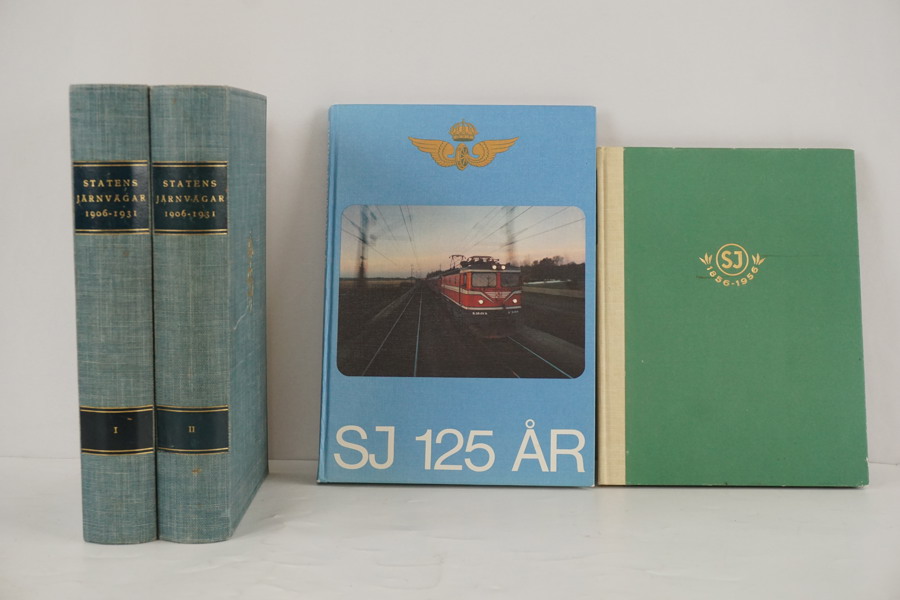 STATENS
JÄRNVÄGAR
1906-1931
I
STATENS
JÄRNVÄGAR
1906-1931
II
SJ 125 ÅR
SJ
1856-1956